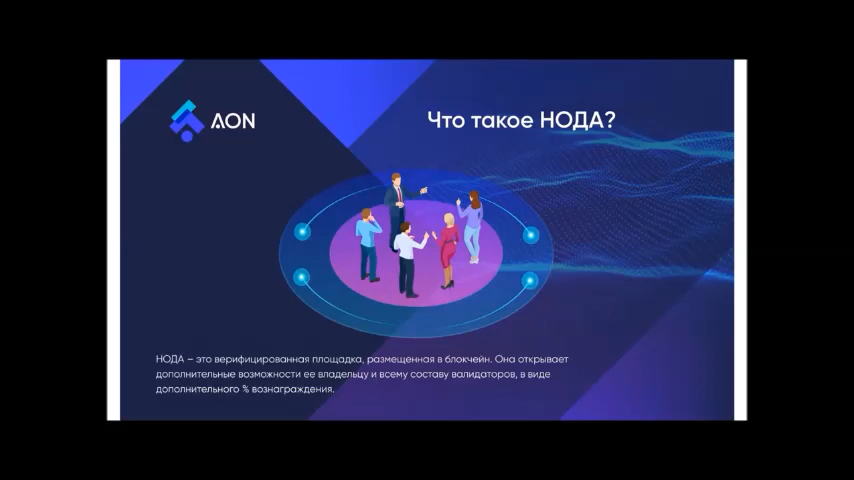 AON
Что такое НОДА?
НОДА – это верифицированная площадка, размещенная в блокчейн. Она открывает
дополнительные возможности ее владельцу и всему составу валидаторов, в виде
дополнительного % вознаграждения.